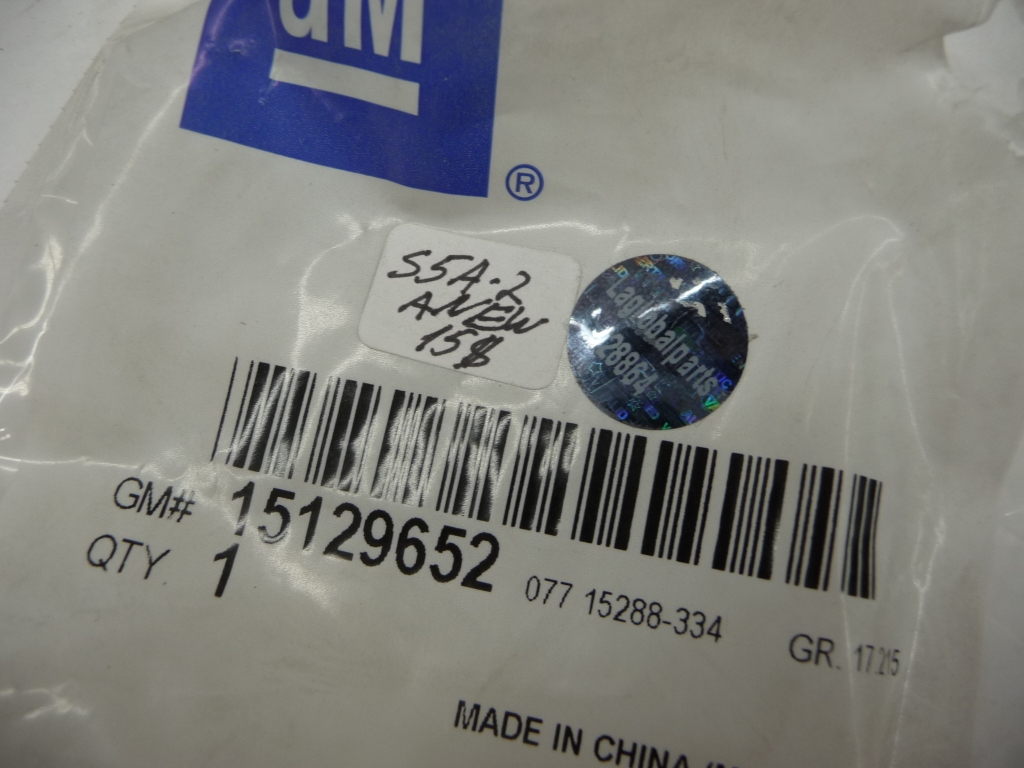 GM
®
S5A-2
A NEW
15$
Laglobalparts
28864
GM# 15129652
QTY 1
077 15288-334
GR. 17.215
MADE IN CHINA